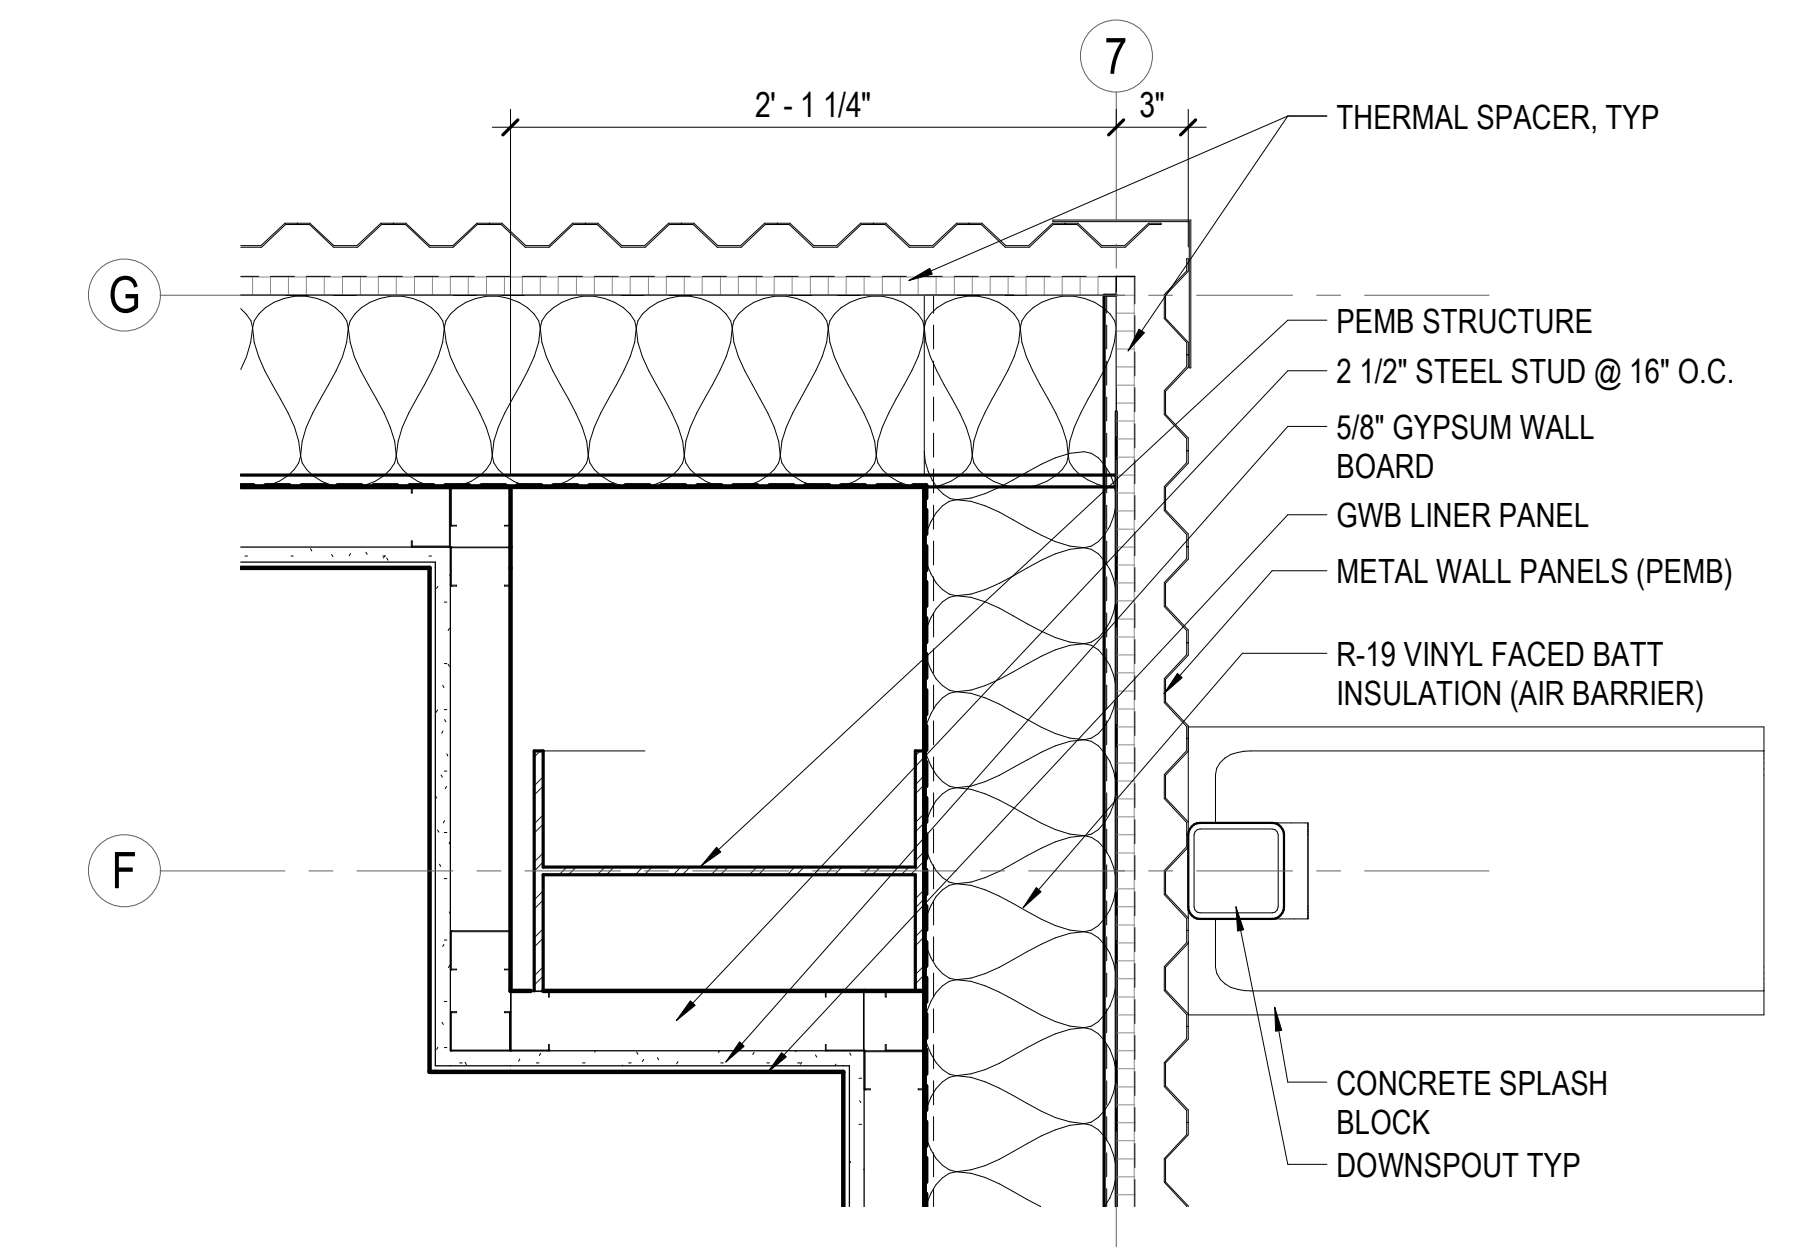 7
2' - 1 1/4"
3"
THERMAL SPACER, TYP
G
PEMB STRUCTURE
2 1/2" STEEL STUD @ 16" O.C.
5/8" GYPSUM WALL
BOARD
GWB LINER PANEL
METAL WALL PANELS (PEMB)
R-19 VINYL FACED BATT
INSULATION (AIR BARRIER)
F
CONCRETE SPLASH
BLOCK
DOWNSPOUT TYP